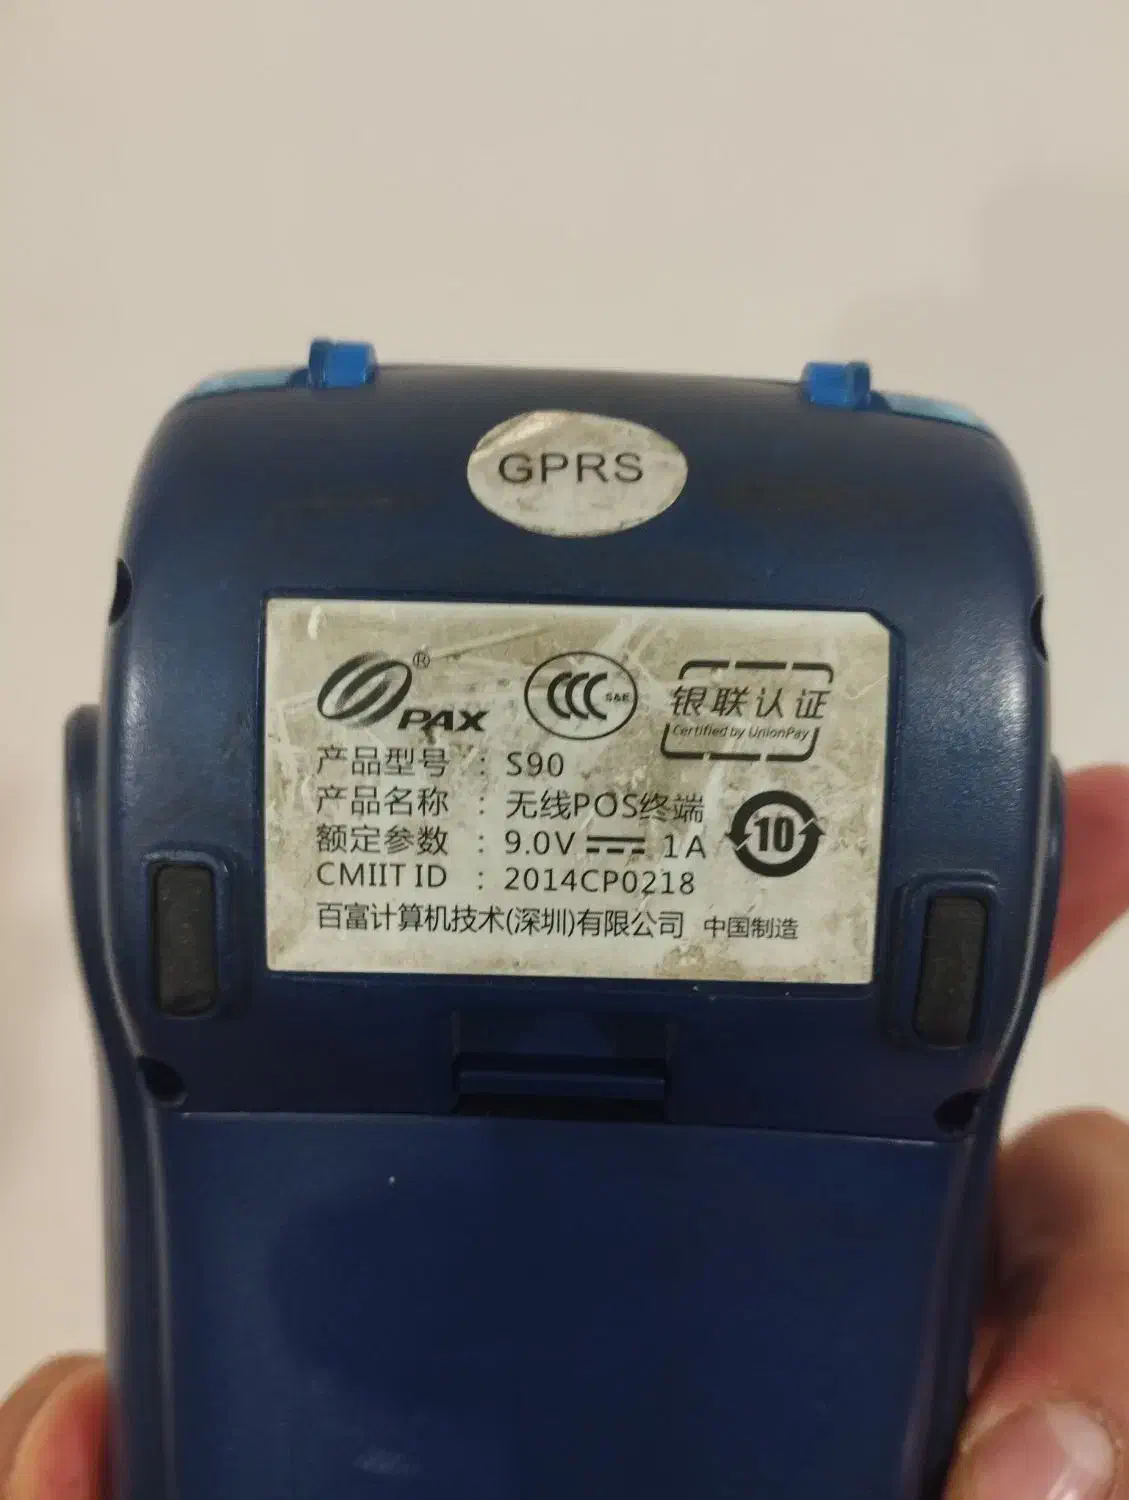 GPRS
PAX®
CCC S&E
银联认证
Certified by UnionPay
产品型号 : S90
产品名称 : 无线POS终端
额定参数 : 9.0V 1A
10
CMIIT ID : 2014CP0218
百富计算机技术(深圳)有限公司 中国制造